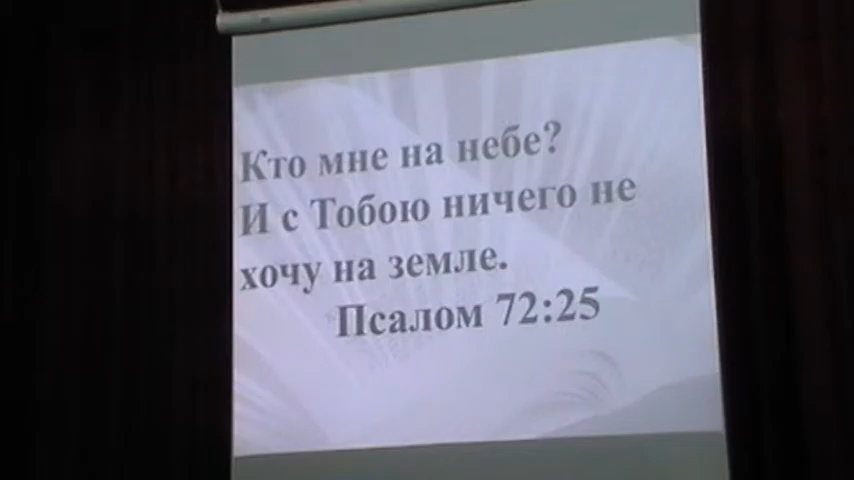 Кто мне на небе?
И с Тобою ничего не
хочу на земле.
Псалом 72:25